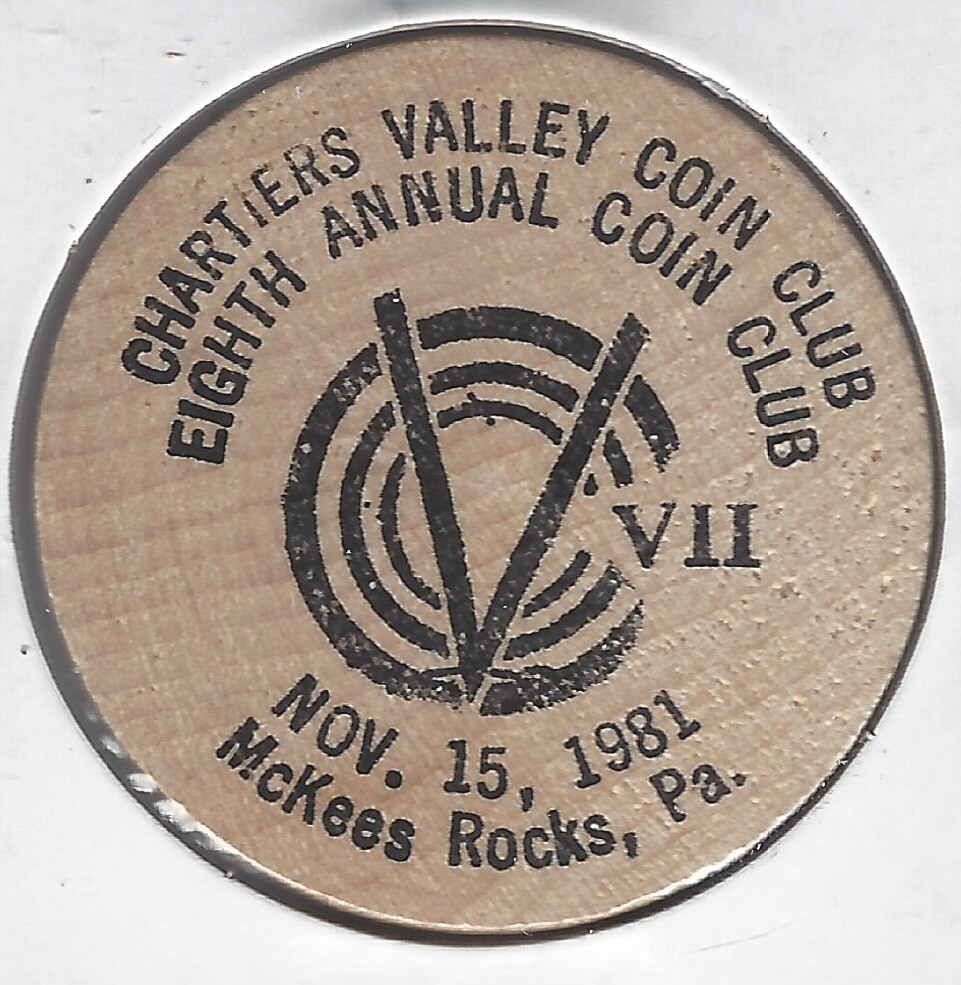 CHARTIERS VALLEY COIN CLUB
EIGHTH ANNUAL COIN CLUB
VII
NOV. 15, 1981
McKees Rocks, Pa.